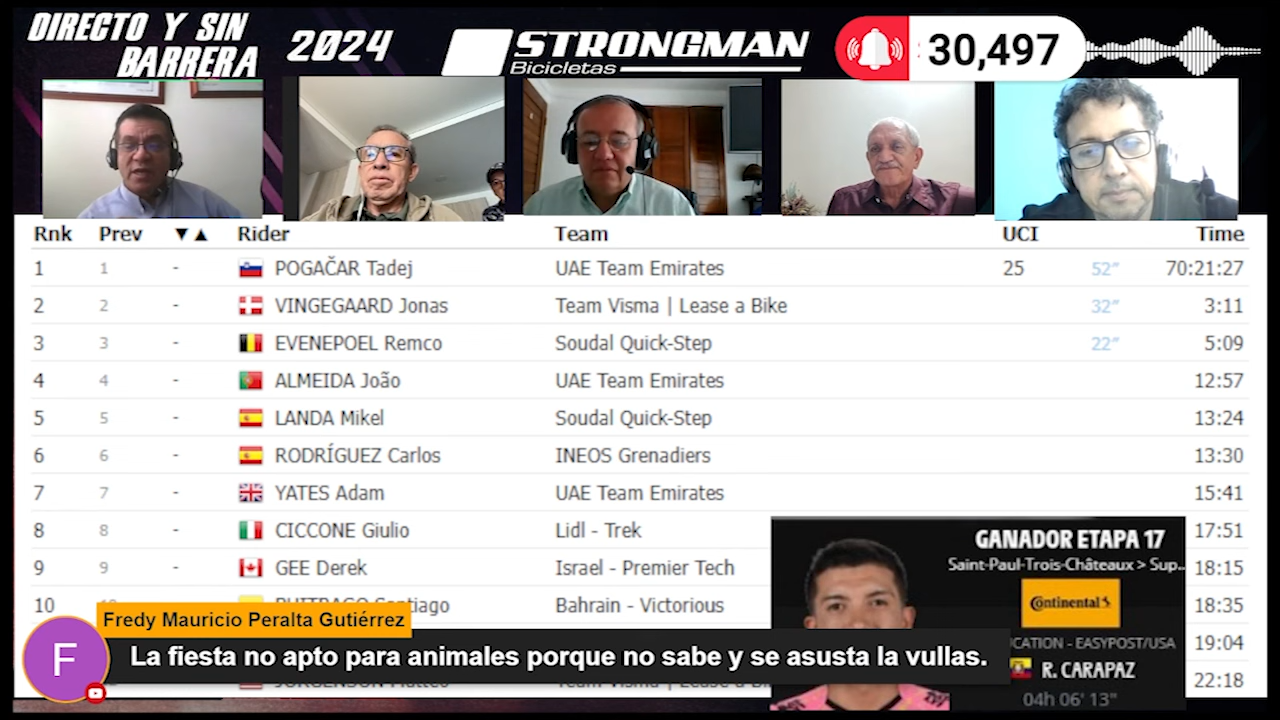 DIRECTO Y SIN BARRERA
2024
STRONGMAN
Bicicletas
30,497
Rnk Prev ▼▲ Rider Team UCI Time
1 1 - POGAČAR Tadej UAE Team Emirates 25 52″ 70:21:27
2 2 - VINGEGAARD Jonas Team Visma | Lease a Bike 32″ 3:11
3 3 - EVENEPOEL Remco Soudal Quick-Step 22″ 5:09
4 4 - ALMEIDA João UAE Team Emirates 12:57
5 5 - LANDA Mikel Soudal Quick-Step 13:24
6 6 - RODRÍGUEZ Carlos INEOS Grenadiers 13:30
7 7 - YATES Adam UAE Team Emirates 15:41
8 8 - CICCONE Giulio Lidl - Trek 17:51
9 9 - GEE Derek Israel - Premier Tech 18:15
10 Bahrain - Victorious 18:35
19:04
22:18
GANADOR ETAPA 17
Saint-Paul-Trois-Châteaux > Sup..
Continental
CATION - EASYPOST/USA
R. CARAPAZ
04h 06' 13"
Fredy Mauricio Peralta Gutiérrez
F
La fiesta no apto para animales porque no sabe y se asusta la vullas.